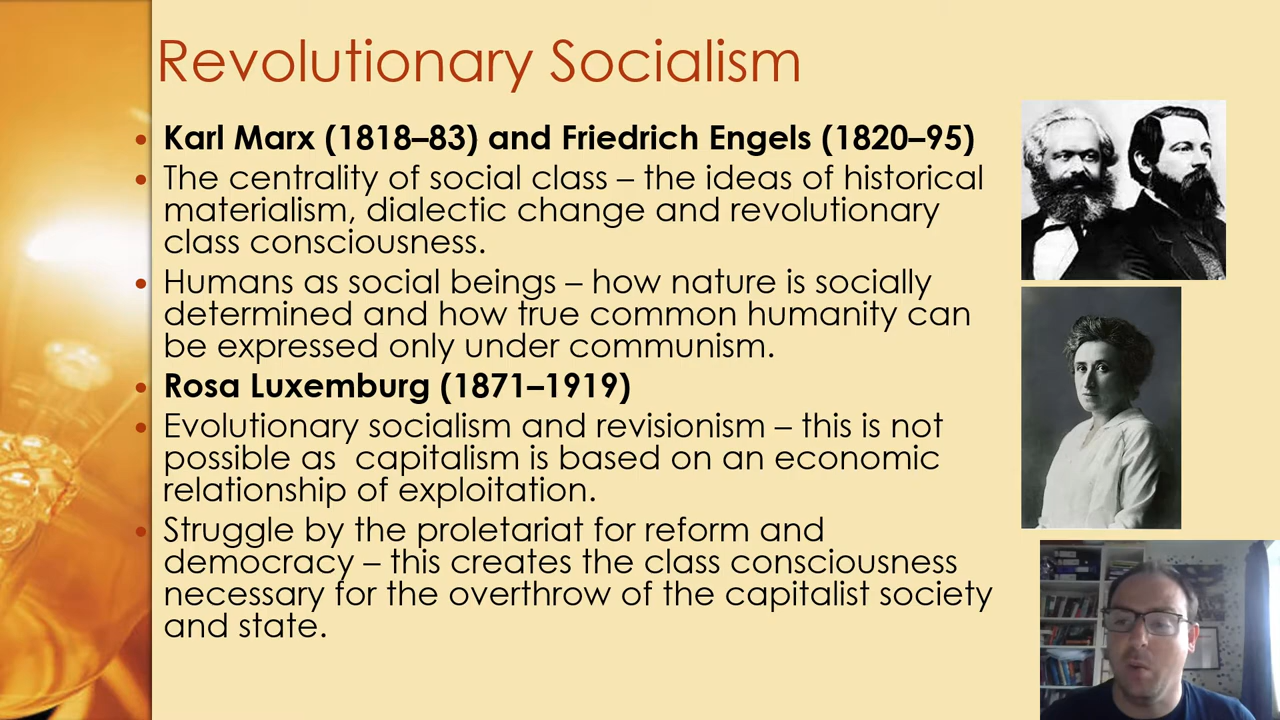 Revolutionary Socialism
• Karl Marx (1818–83) and Friedrich Engels (1820–95)
• The centrality of social class – the ideas of historical
materialism, dialectic change and revolutionary
class consciousness.
• Humans as social beings – how nature is socially
determined and how true common humanity can
be expressed only under communism.
• Rosa Luxemburg (1871–1919)
• Evolutionary socialism and revisionism – this is not
possible as  capitalism is based on an economic
relationship of exploitation.
• Struggle by the proletariat for reform and
democracy – this creates the class consciousness
necessary for the overthrow of the capitalist society
and state.